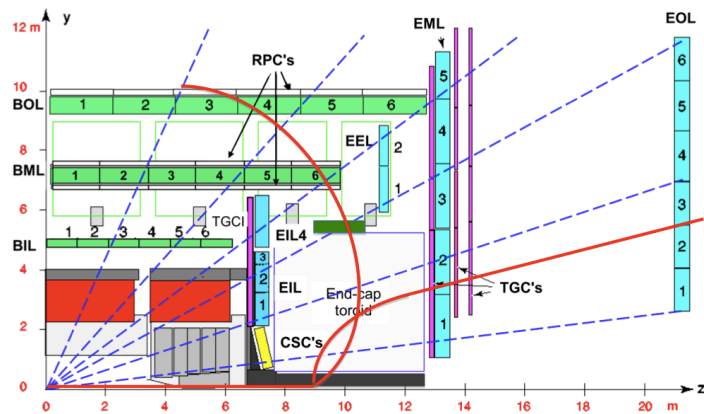 12 m
y
EML
EOL
RPC's
6
5
10
BOL
1 2 3 4 5 6
5
4
EEL
2
8
4
BML
1 2 3 4 5 6
1
3
3
6
TGCI
1 2 3 4 5 6
EIL4
BIL
2
4
3
2
2
EIL
End-cap
toroid
TGC's
1
1
2
1
CSC's
0
z
0 2 4 6 8 10 12 14 16 18 20 m